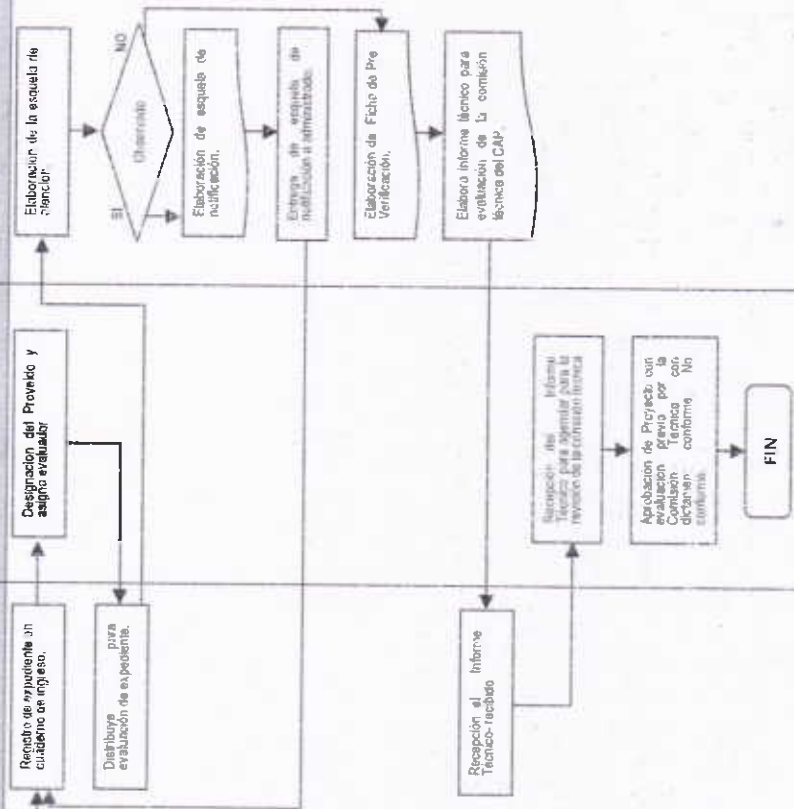 Registro de expediente en
cuaderno de ingreso.
Designacion del Proveido y
asigna evaluador
Distribuye para
evaluación de expediente.
Elaboracion de la esquela de
atención.
Observado
SI
NO
Elaboración de esquela de
notificación.
Entrega de esquela de
notificación a administrado.
Elaboración de Ficha de Pre
Verificación.
Elabora informe técnico para
evaluación de la comisión
técnica del CAP.
Recepción el Informe
Técnico- recibido
Recepción del Informe
Técnico para agendar para la
revisión de la comisión técnica
Aprobación de Proyecto con
evaluación previa por la
Comisión Técnica con
dictamen conforme No
conforme.
FIN